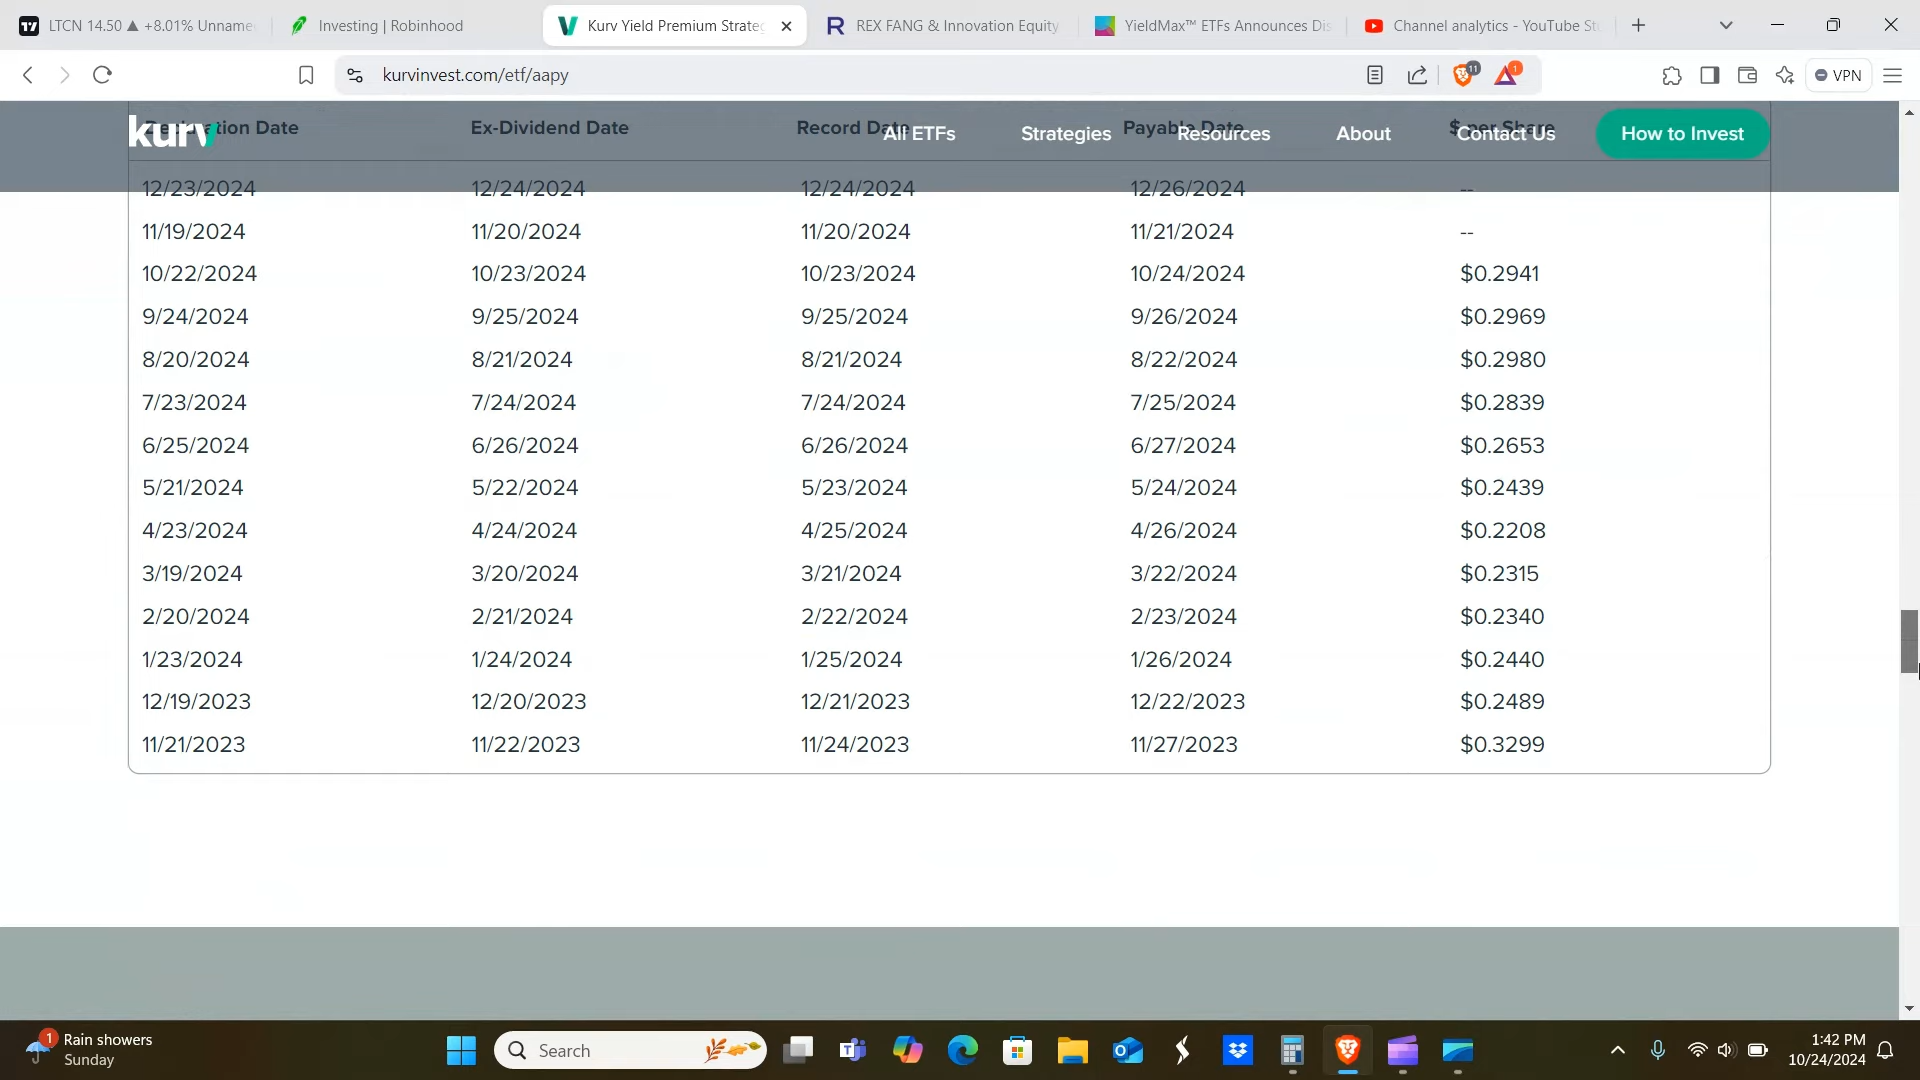 LTCN 14.50 ▲ +8.01% Unname
Investing | Robinhood
Kurv Yield Premium Strateg
REX FANG & Innovation Equity
YieldMax™ ETFs Announces Dis
Channel analytics - YouTube St
kurvinvest.com/etf/aapy
11
1
VPN
kurv
All ETFs
Strategies
Resources
About
Contact Us
How to Invest
Declaration Date Ex-Dividend Date Record Date Payable Date $ per Share
12/23/2024 12/24/2024 12/24/2024 12/26/2024 --
11/19/2024 11/20/2024 11/20/2024 11/21/2024 --
10/22/2024 10/23/2024 10/23/2024 10/24/2024 $0.2941
9/24/2024 9/25/2024 9/25/2024 9/26/2024 $0.2969
8/20/2024 8/21/2024 8/21/2024 8/22/2024 $0.2980
7/23/2024 7/24/2024 7/24/2024 7/25/2024 $0.2839
6/25/2024 6/26/2024 6/26/2024 6/27/2024 $0.2653
5/21/2024 5/22/2024 5/23/2024 5/24/2024 $0.2439
4/23/2024 4/24/2024 4/25/2024 4/26/2024 $0.2208
3/19/2024 3/20/2024 3/21/2024 3/22/2024 $0.2315
2/20/2024 2/21/2024 2/22/2024 2/23/2024 $0.2340
1/23/2024 1/24/2024 1/25/2024 1/26/2024 $0.2440
12/19/2023 12/20/2023 12/21/2023 12/22/2023 $0.2489
11/21/2023 11/22/2023 11/24/2023 11/27/2023 $0.3299
1
Rain showers
Sunday
Search
1:42 PM
10/24/2024